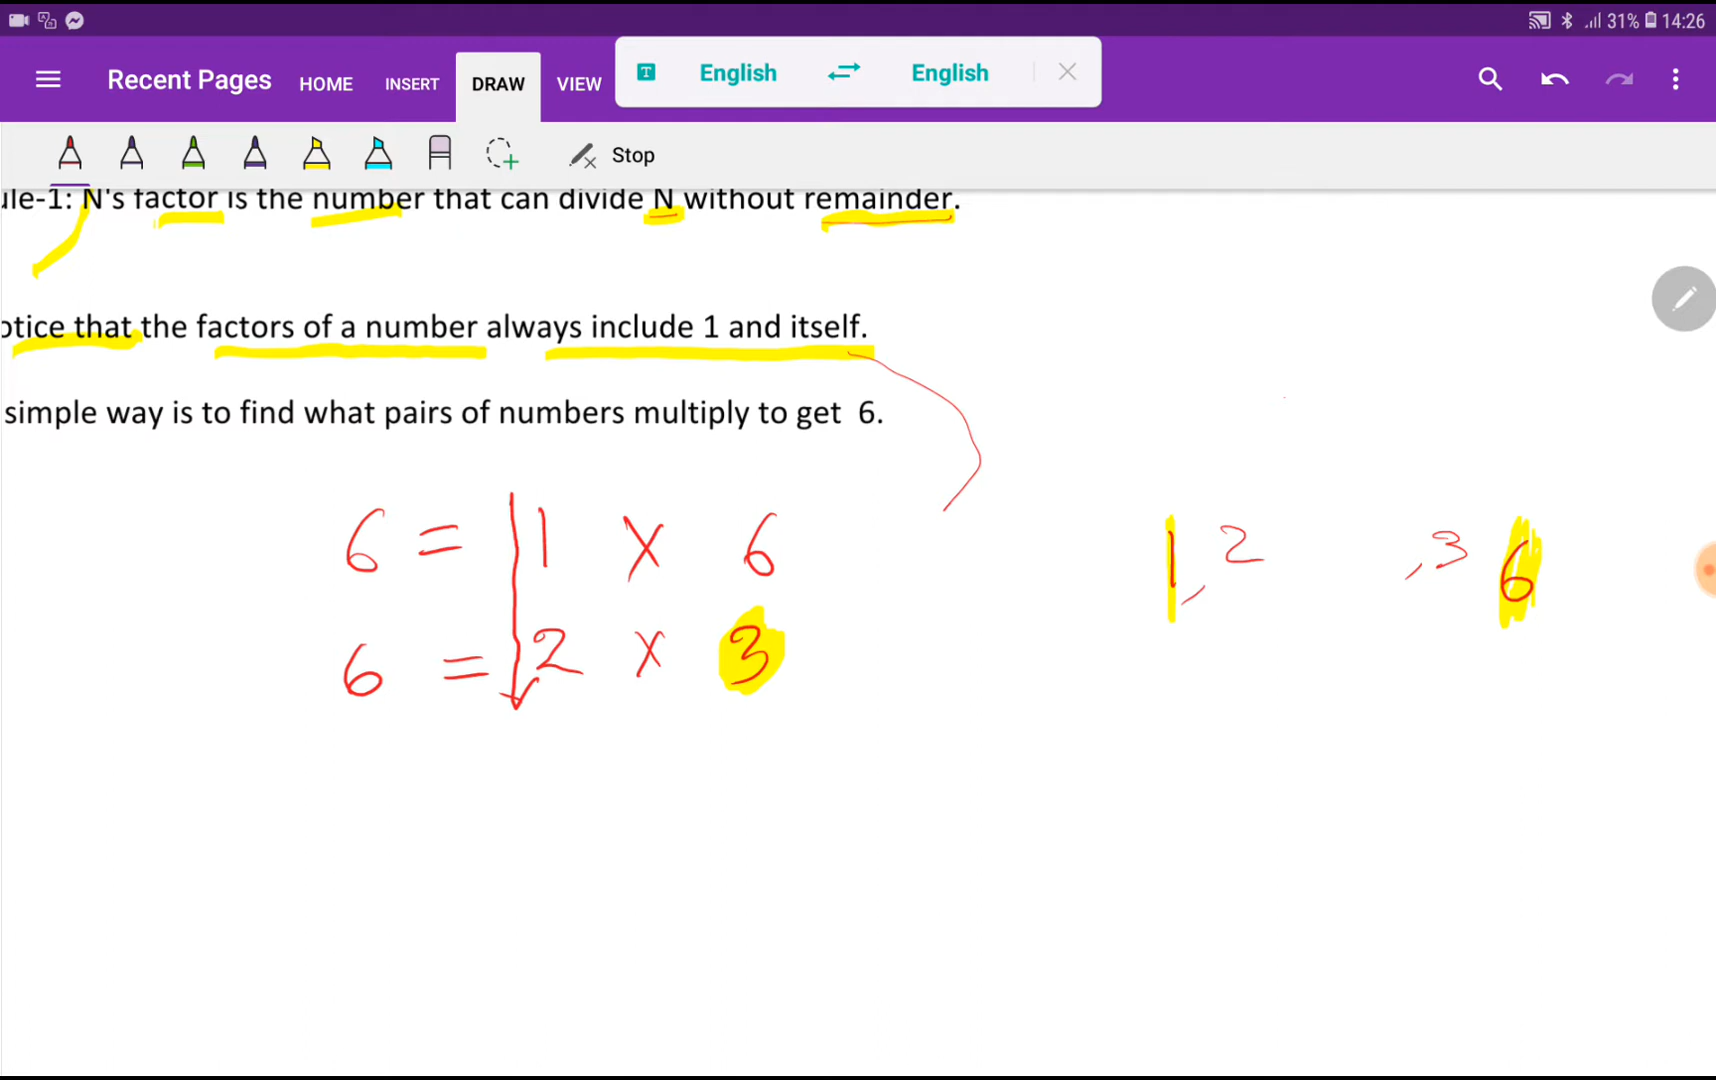 31% 14:26
Recent Pages HOME INSERT DRAW VIEW English English
Stop
ule-1: N's factor is the number that can divide N without remainder.
otice that the factors of a number always include 1 and itself.
simple way is to find what pairs of numbers multiply to get 6.
6 = 1 X 6
1, 2 , 3 6
6 = 2 X 3